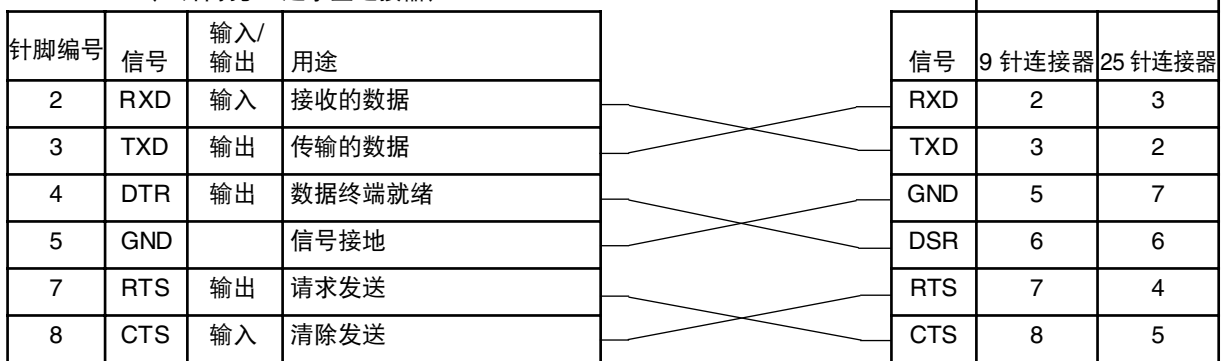 针脚编号 信号 输入/输出 用途 信号 9 针连接器 25 针连接器
2 RXD 输入 接收的数据 RXD 2 3
3 TXD 输出 传输的数据 TXD 3 2
4 DTR 输出 数据终端就绪 GND 5 7
5 GND 信号接地 DSR 6 6
7 RTS 输出 请求发送 RTS 7 4
8 CTS 输入 清除发送 CTS 8 5